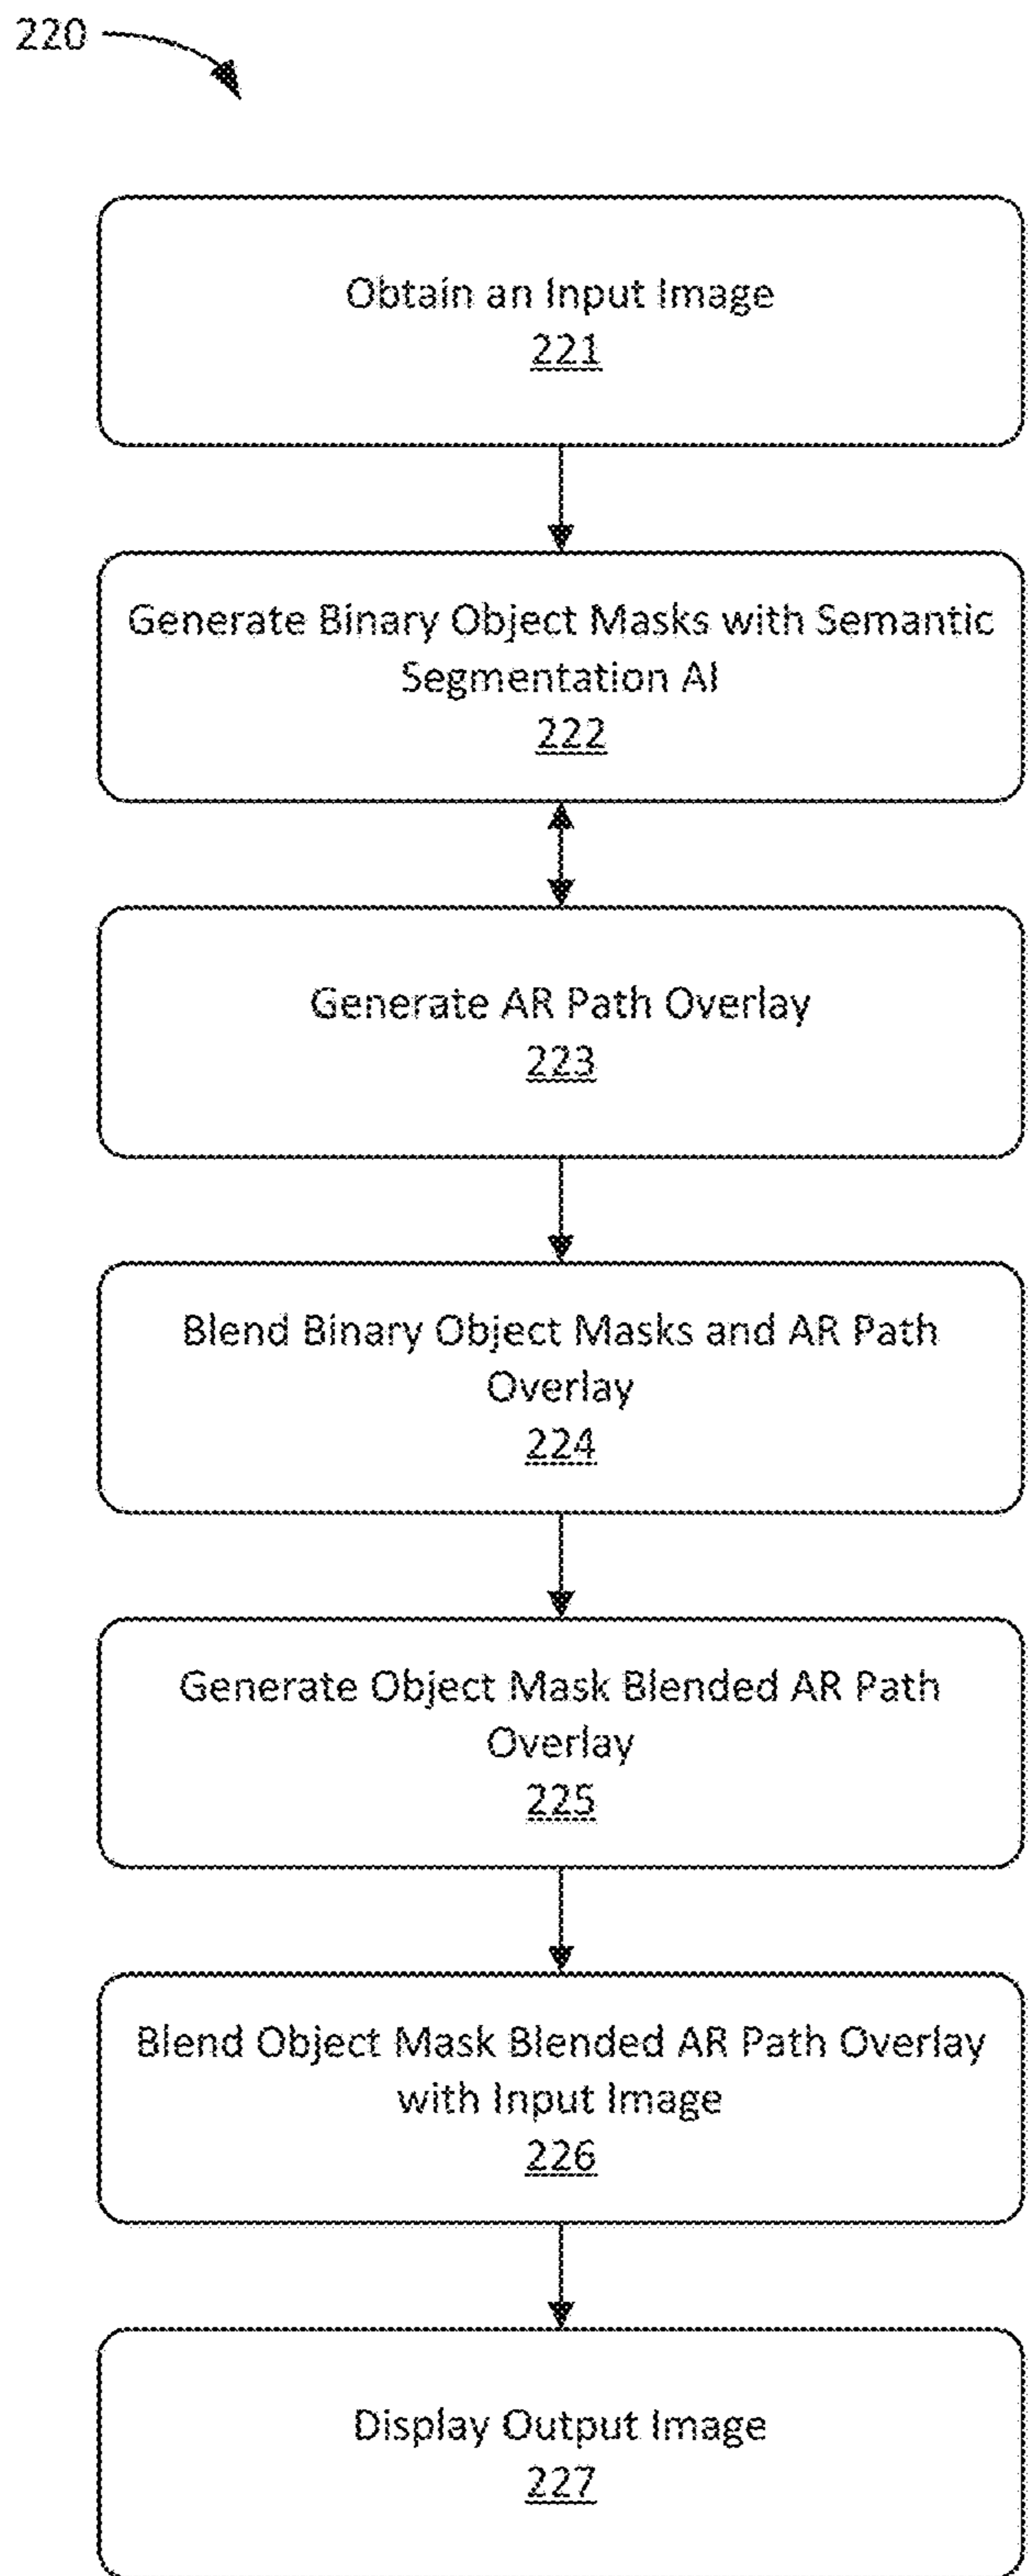 220
Obtain an Input Image
221
Generate Binary Object Masks with Semantic
Segmentation AI
222
Generate AR Path Overlay
223
Blend Binary Object Masks and AR Path
Overlay
224
Generate Object Mask Blended AR Path
Overlay
225
Blend Object Mask Blended AR Path Overlay
with Input Image
226
Display Output Image
227